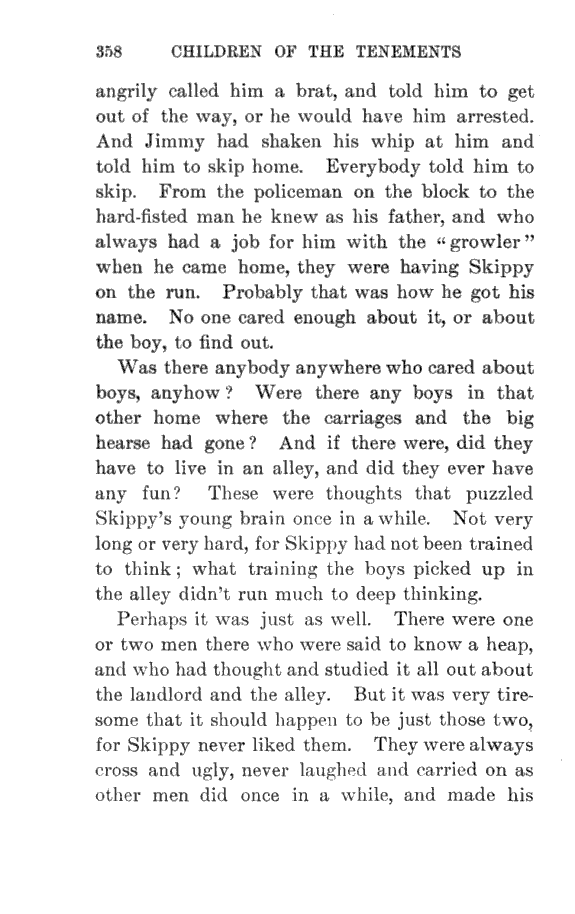 358 CHILDREN OF THE TENEMENTS
angrily called him a brat, and told him to get
out of the way, or he would have him arrested.
And Jimmy had shaken his whip at him and
told him to skip home. Everybody told him to
skip. From the policeman on the block to the
hard-fisted man he knew as his father, and who
always had a job for him with the “growler”
when he came home, they were having Skippy
on the run. Probably that was how he got his
name. No one cared enough about it, or about
the boy, to find out.
Was there anybody anywhere who cared about
boys, anyhow? Were there any boys in that
other home where the carriages and the big
hearse had gone? And if there were, did they
have to live in an alley, and did they ever have
any fun? These were thoughts that puzzled
Skippy’s young brain once in a while. Not very
long or very hard, for Skippy had not been trained
to think; what training the boys picked up in
the alley didn’t run much to deep thinking.
Perhaps it was just as well. There were one
or two men there who were said to know a heap,
and who had thought and studied it all out about
the landlord and the alley. But it was very tire-
some that it should happen to be just those two,
for Skippy never liked them. They were always
cross and ugly, never laughed and carried on as
other men did once in a while, and made his